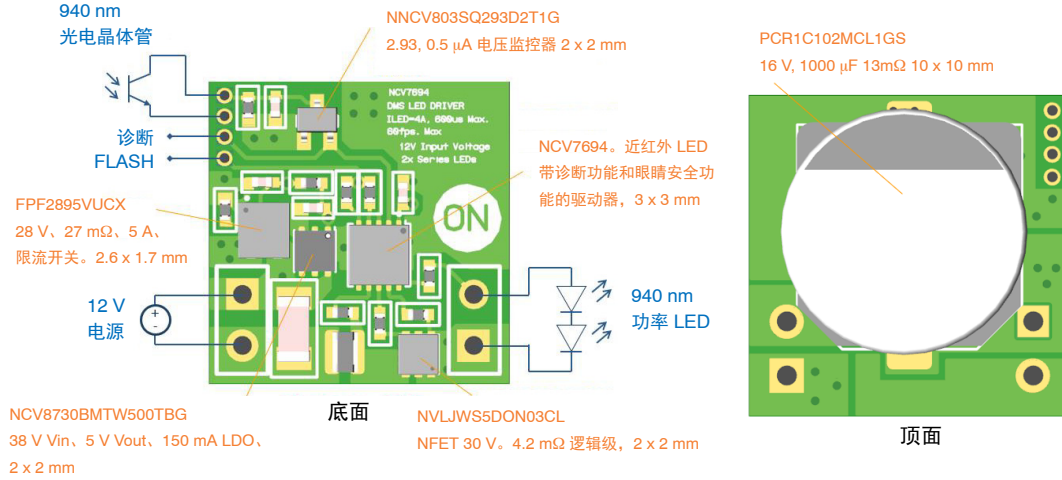 940 nm
光电晶体管
诊断
FLASH
NNCV803SQ293D2T1G
2.93, 0.5 μA 电压监控器 2 x 2 mm
NCV7694
DMS LED DRIVER
ILED=4A, 600us Max.
60fps. Max
12V Input Voltage
2x Series LEDs
NCV7694。近红外 LED
带诊断功能和眼睛安全功
能的驱动器，3 x 3 mm
FPF2895VUCX
28 V、27 mΩ、5 A、
限流开关。2.6 x 1.7 mm
ON
12 V
电源
+
-
940 nm
功率 LED
NCV8730BMTW500TBG
38 V Vin、5 V Vout、150 mA LDO、
2 x 2 mm
底面
NVLJWS5DON03CL
NFET 30 V。4.2 mΩ 逻辑级，2 x 2 mm
PCR1C102MCL1GS
16 V, 1000 μF 13mΩ 10 x 10 mm
顶面